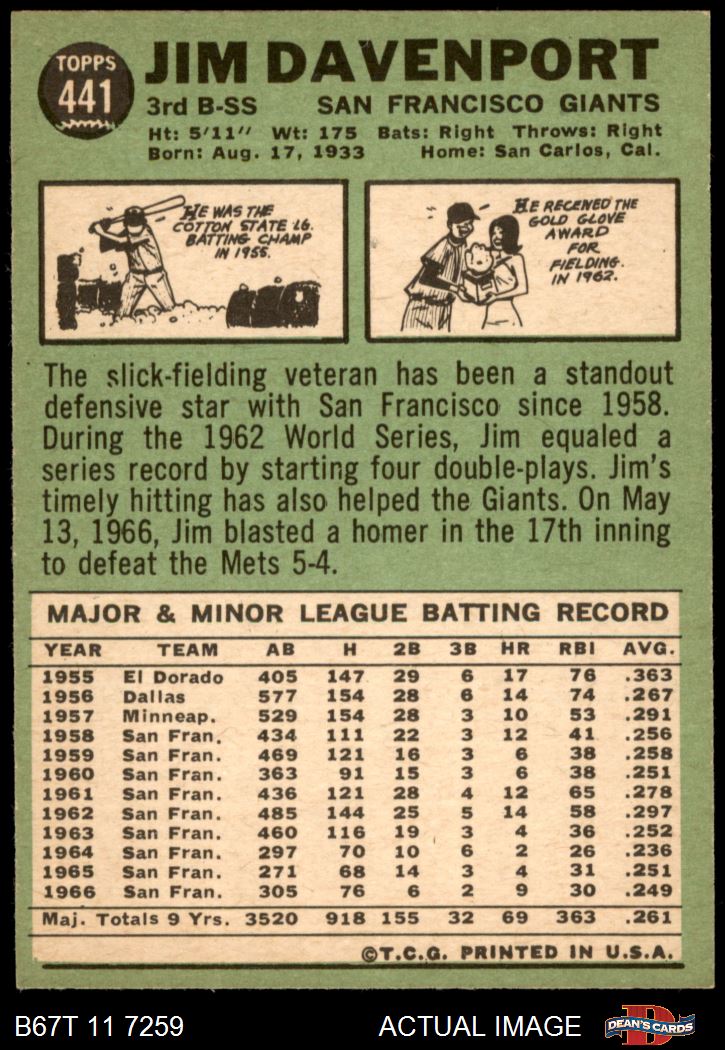 TOPPS
441
JIM DAVENPORT
3rd B-SS SAN FRANCISCO GIANTS
Ht: 5'11" Wt: 175 Bats: Right Throws: Right
Born: Aug. 17, 1933 Home: San Carlos, Cal.
HE WAS THE
COTTON STATE LG.
BATTING CHAMP
IN 1955.
HE RECEIVED THE
GOLD GLOVE
AWARD
FOR
FIELDING.
IN 1962.
The slick-fielding veteran has been a standout
defensive star with San Francisco since 1958.
During the 1962 World Series, Jim equaled a
series record by starting four double-plays. Jim's
timely hitting has also helped the Giants. On May
13, 1966, Jim blasted a homer in the 17th inning
to defeat the Mets 5-4.
MAJOR & MINOR LEAGUE BATTING RECORD
YEAR TEAM AB H 2B 3B HR RBI AVG.
1955 El Dorado 405 147 29 6 17 76 .363
1956 Dallas 577 154 28 6 14 74 .267
1957 Minneap. 529 154 28 3 10 53 .291
1958 San Fran. 434 111 22 3 12 41 .256
1959 San Fran. 469 121 16 3 6 38 .258
1960 San Fran. 363 91 15 3 6 38 .251
1961 San Fran. 436 121 28 4 12 65 .278
1962 San Fran. 485 144 25 5 14 58 .297
1963 San Fran. 460 116 19 3 4 36 .252
1964 San Fran. 297 70 10 6 2 26 .236
1965 San Fran. 271 68 14 3 4 31 .251
1966 San Fran. 305 76 6 2 9 30 .249
Maj. Totals 9 Yrs. 3520 918 155 32 69 363 .261
©T.C.G. PRINTED IN U.S.A.
B67T 11 7259 ACTUAL IMAGE
D
DEAN'S CARDS